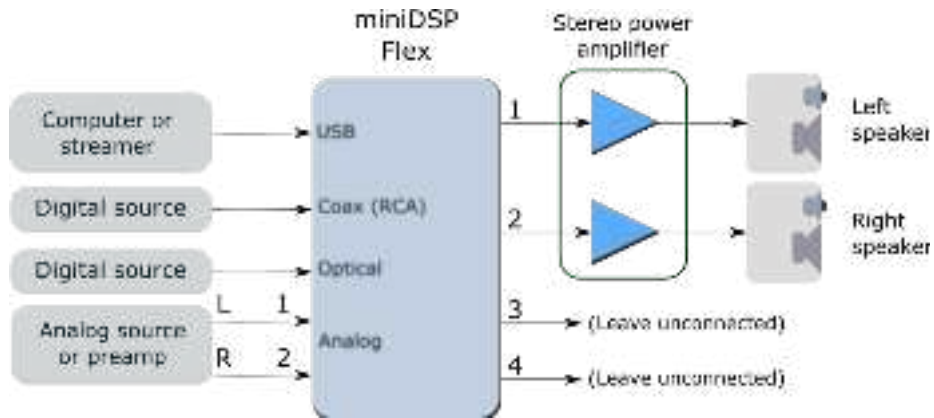 miniDSP
Flex
Stereo power
amplifier
Computer or
streamer
USB
1
Left
speaker
Digital source
Coax (RCA)
2
Right
speaker
Digital source
Optical
L 1
Analog source
or preamp
R 2
Analog
3
(Leave unconnected)
4
(Leave unconnected)